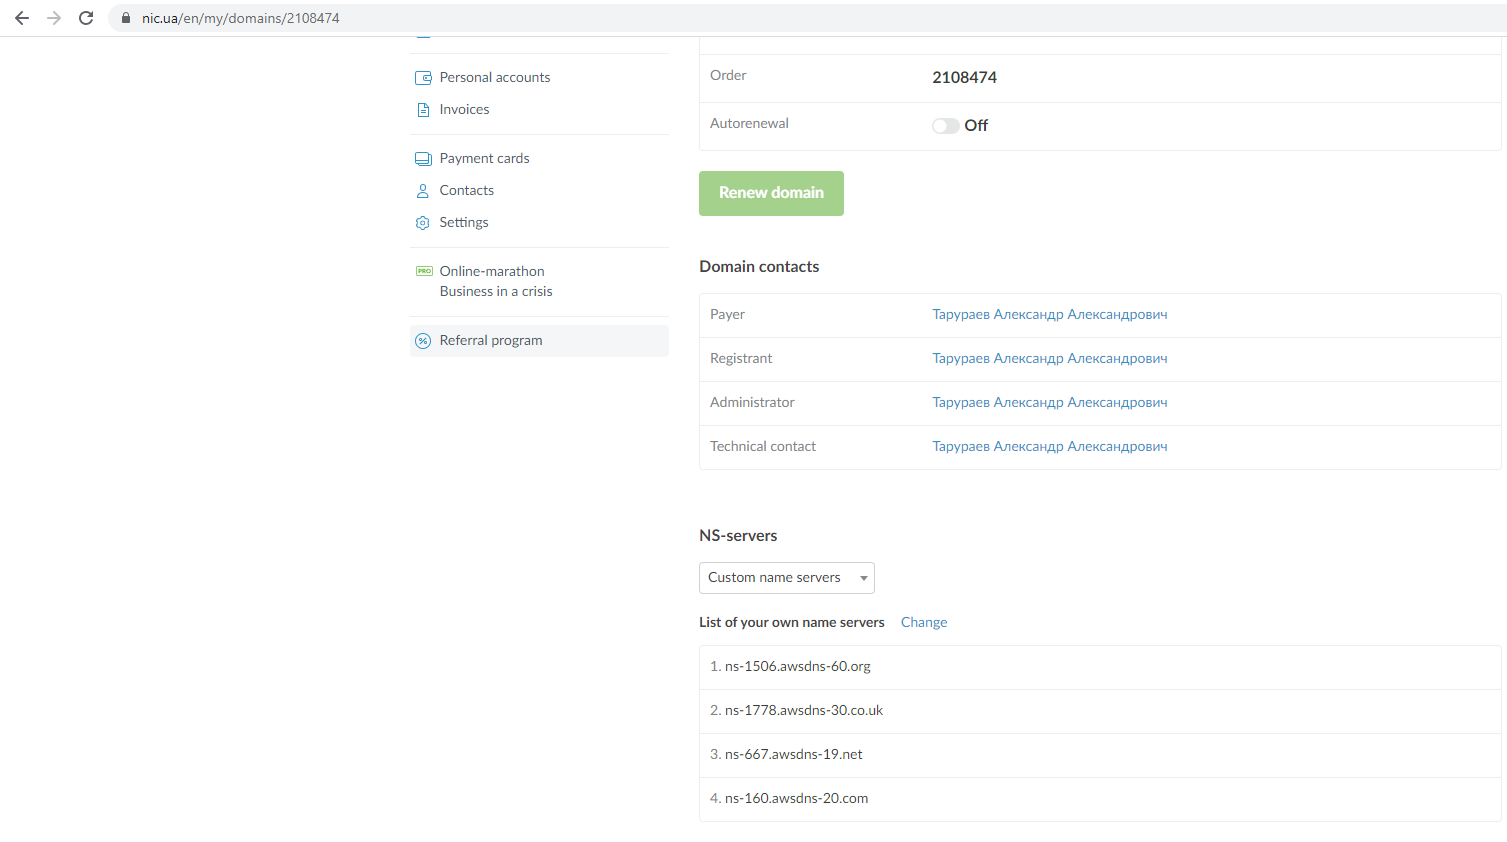 nic.ua/en/my/domains/2108474
Personal accounts
Invoices
Payment cards
Contacts
Settings
PRO Online-marathon
Business in a crisis
% Referral program
Order 2108474
Autorenewal Off
Renew domain
Domain contacts
Payer Тарураев Александр Александрович
Registrant Тарураев Александр Александрович
Administrator Тарураев Александр Александрович
Technical contact Тарураев Александр Александрович
NS-servers
Custom name servers
List of your own name servers Change
1. ns-1506.awsdns-60.org
2. ns-1778.awsdns-30.co.uk
3. ns-667.awsdns-19.net
4. ns-160.awsdns-20.com